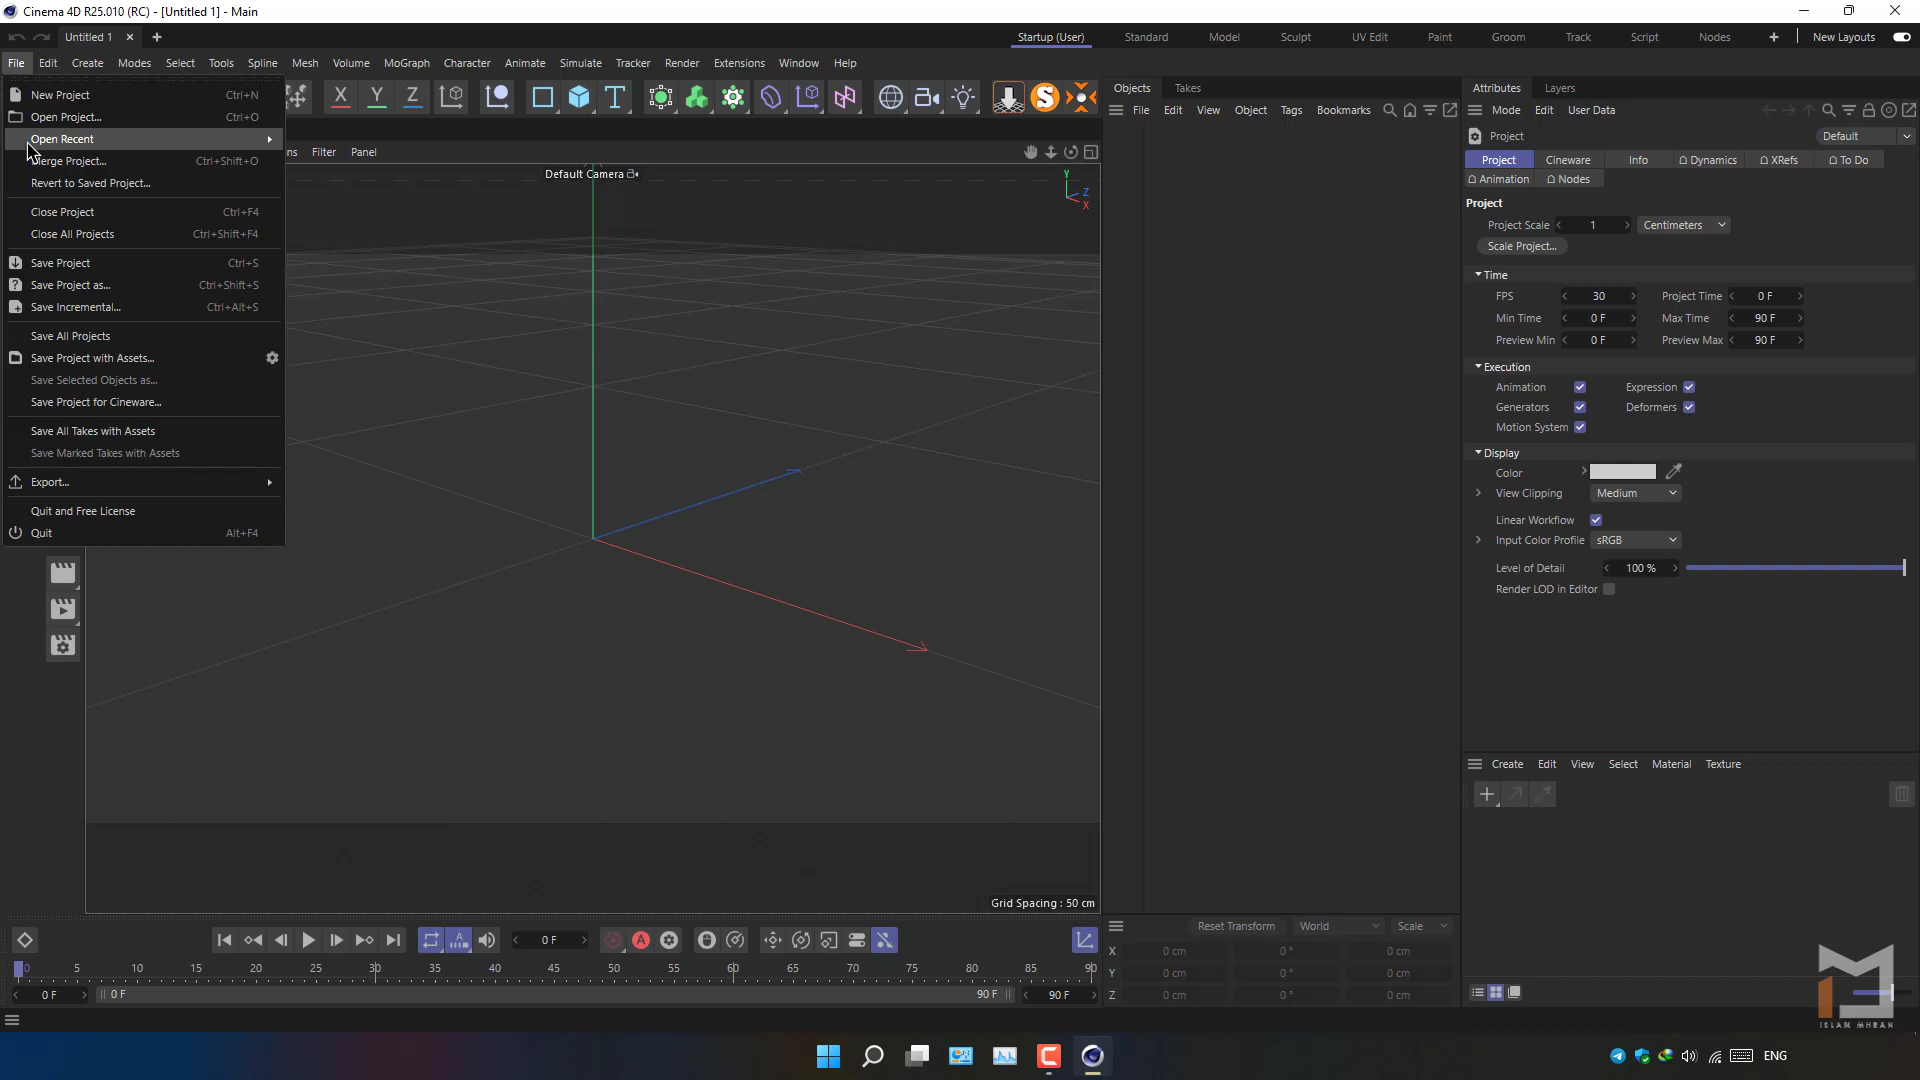 Cinema 4D R25.010 (RC) - [Untitled 1] - Main
Untitled 1
Startup (User) Standard Model Sculpt UV Edit Paint Groom Track Script Nodes New Layouts
File Edit Create Modes Select Tools Spline Mesh Volume MoGraph Character Animate Simulate Tracker Render Extensions Window Help
New Project Ctrl+N
Open Project... Ctrl+O
Open Recent
Merge Project... Ctrl+Shift+O
Revert to Saved Project...
Close Project Ctrl+F4
Close All Projects Ctrl+Shift+F4
Save Project Ctrl+S
Save Project as... Ctrl+Shift+S
Save Incremental... Ctrl+Alt+S
Save All Projects
Save Project with Assets...
Save Selected Objects as...
Save Project for Cineware...
Save All Takes with Assets
Save Marked Takes with Assets
Export...
Quit and Free License
Quit Alt+F4
X Y Z
ns Filter Panel
Default Camera
Y
Z
X
Grid Spacing : 50 cm
Objects Takes
File Edit View Object Tags Bookmarks
Attributes Layers
Mode Edit User Data
Project Default
Project Cineware Info Dynamics XRefs To Do
Animation Nodes
Project
Project Scale 1 Centimeters
Scale Project...
Time
FPS 30 Project Time 0 F
Min Time 0 F Max Time 90 F
Preview Min 0 F Preview Max 90 F
Execution
Animation Expression
Generators Deformers
Motion System
Display
Color
View Clipping Medium
Linear Workflow
Input Color Profile sRGB
Level of Detail 100 %
Render LOD in Editor
Create Edit View Select Material Texture
0 F
A
0 5 10 15 20 25 30 35 40 45 50 55 60 65 70 75 80 85 90
0 F 0 F 90 F 90 F
Reset Transform World Scale
X 0 cm 0 ° 0 cm
Y 0 cm 0 ° 0 cm
Z 0 cm 0 ° 0 cm
ISLAM MHRAN
ENG